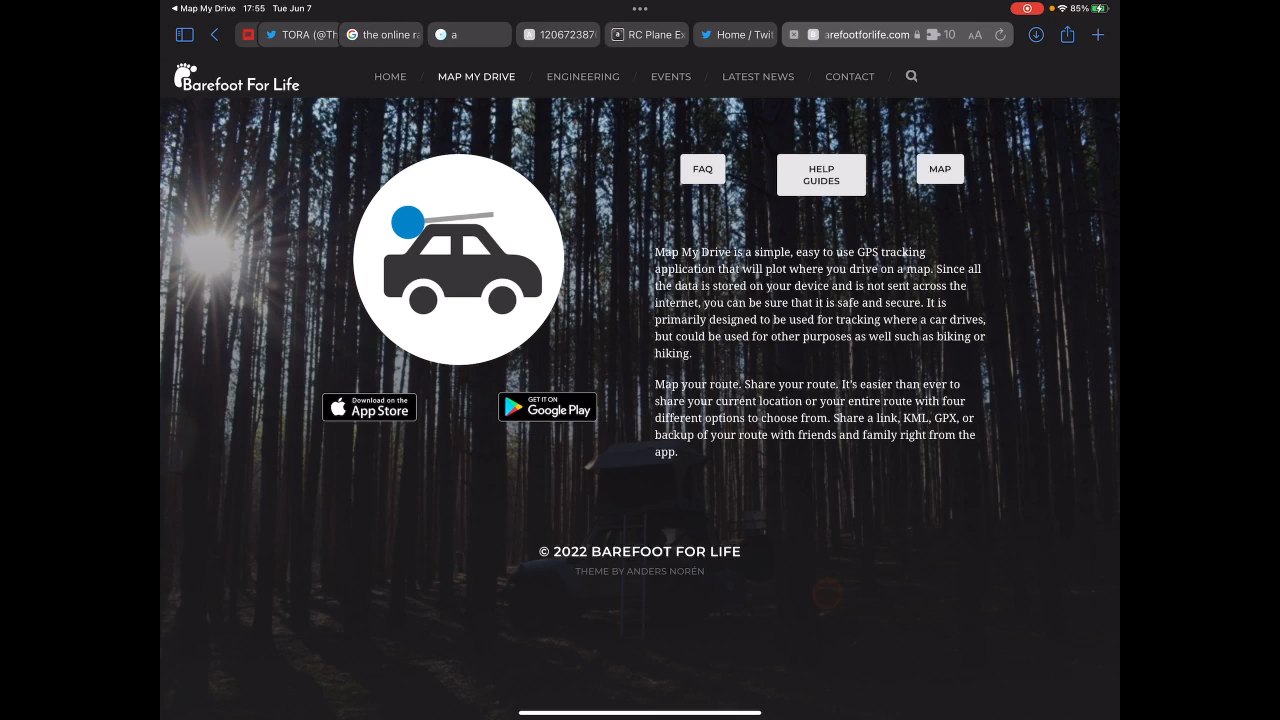 Map My Drive 17:55 Tue Jun 7 85%
TORA (@Th the online ra a 120672387( RC Plane Ex Home / Twit arefootforlife.com 10 AA
Barefoot For Life HOME / MAP MY DRIVE / ENGINEERING / EVENTS / LATEST NEWS / CONTACT /
FAQ HELP GUIDES MAP
Map My Drive is a simple, easy to use GPS tracking
application that will plot where you drive on a map. Since all
the data is stored on your device and is not sent across the
internet, you can be sure that it is safe and secure. It is
primarily designed to be used for tracking where a car drives,
but could be used for other purposes as well such as biking or
hiking.
Map your route. Share your route. It's easier than ever to
share your current location or your entire route with four
different options to choose from. Share a link, KML, GPX, or
backup of your route with friends and family right from the
app.
Download on the
App Store
GET IT ON
Google Play
© 2022 BAREFOOT FOR LIFE
THEME BY ANDERS NORÉN